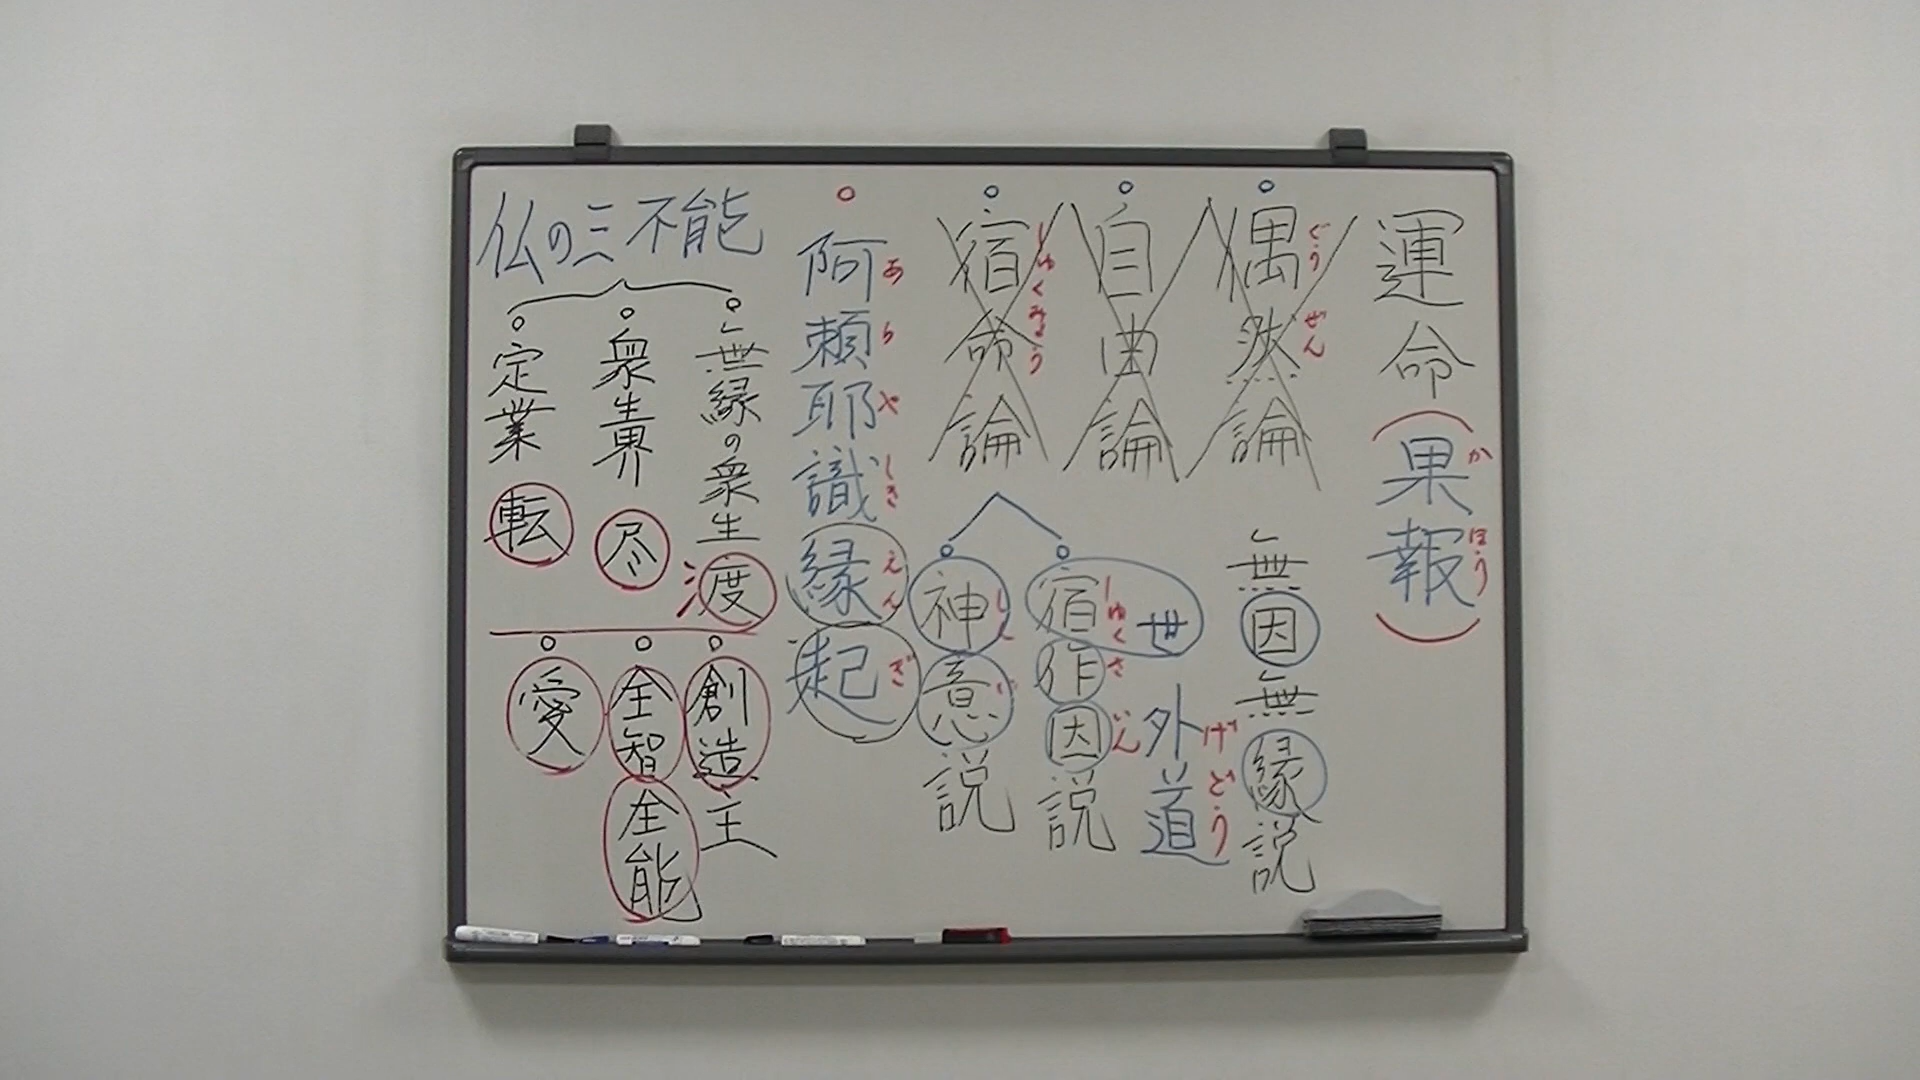 運命(果報)
かほう
偶然論
ぐうぜん
無因無縁説
自由論
宿命論
しゅくみょう
宿作因説
しゅくさいん
世
外道
げどう
神意説
しんい
阿頼耶識縁起
あらやしきえんぎ
仏の三不能
無縁の衆生渡
衆生界尽
定業転
創造主
全智全能
愛